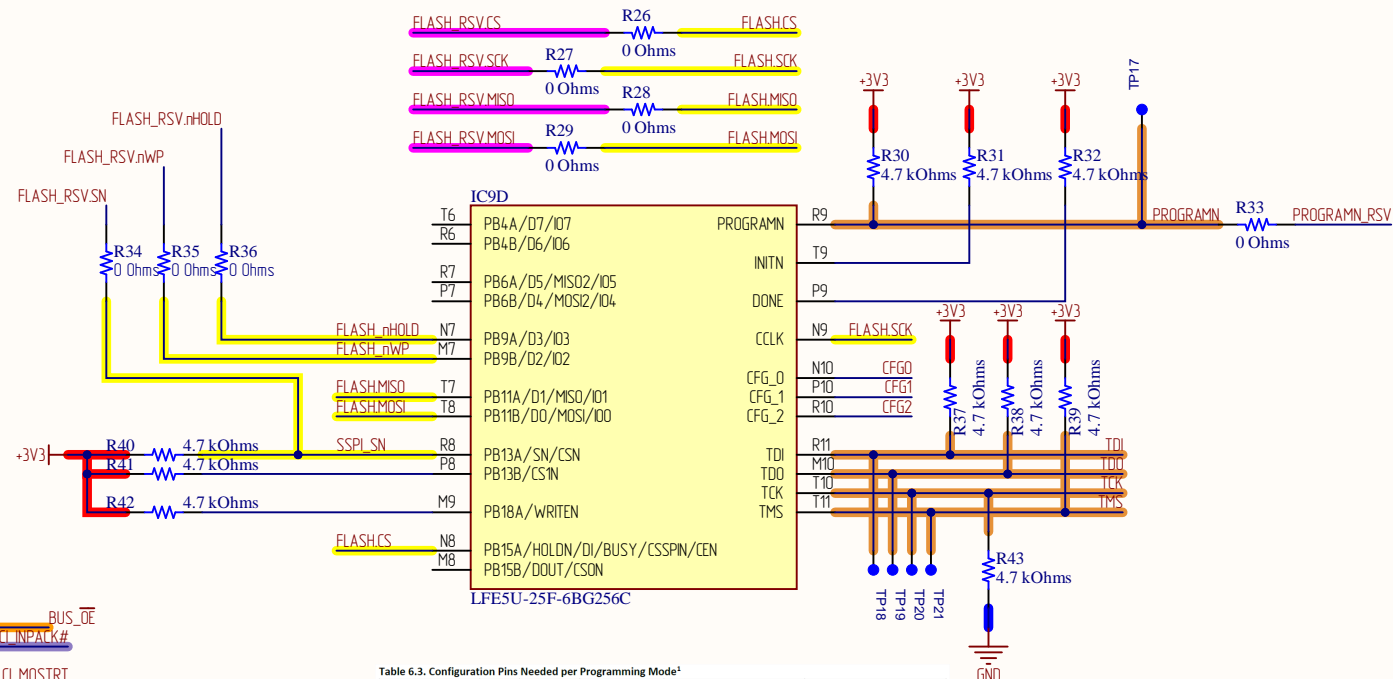 FLASH_RSV.CS
R26
0 Ohms
FLASH.CS
FLASH_RSV.SCK
R27
0 Ohms
FLASH.SCK
FLASH_RSV.MISO
R28
0 Ohms
FLASH.MISO
FLASH_RSV.MOSI
R29
0 Ohms
FLASH.MOSI
FLASH_RSV.nHOLD
FLASH_RSV.nWP
FLASH_RSV.SN
R34
0 Ohms
R35
0 Ohms
R36
0 Ohms
+3V3
+3V3
+3V3
TP17
R30
4.7 kOhms
R31
4.7 kOhms
R32
4.7 kOhms
IC9D
T6
PB4A/D7/IO7
R6
PB4B/D6/IO6
R7
PB6A/D5/MISO2/IO5
P7
PB6B/D4/MOSI2/IO4
FLASH_nHOLD
N7
PB9A/D3/IO3
FLASH_nWP
M7
PB9B/D2/IO2
FLASH.MISO
T7
PB11A/D1/MISO/IO1
FLASH.MOSI
T8
PB11B/D0/MOSI/IO0
+3V3
R40
4.7 kOhms
SSPI_SN
R8
PB13A/SN/CSN
R41
4.7 kOhms
P8
PB13B/CS1N
R42
4.7 kOhms
M9
PB18A/WRITEN
FLASH.CS
N8
PB15A/HOLDN/DI/BUSY/CSSPIN/CEN
M8
PB15B/DOUT/CSON
PROGRAMN
R9
PROGRAMN
R33
0 Ohms
PROGRAMN_RSV
INITN
T9
DONE
P9
CCLK
N9
FLASH.SCK
CFG_0
N10
CFG0
CFG_1
P10
CFG1
CFG_2
R10
CFG2
+3V3
+3V3
+3V3
R37
4.7 kOhms
R38
4.7 kOhms
R39
4.7 kOhms
TDI
R11
TDI
TDO
M10
TDO
TCK
T10
TCK
TMS
T11
TMS
TP18
TP19
TP20
TP21
R43
4.7 kOhms
GND
LFE5U-25F-6BG256C
BUS_OE
CI_INPACK#
CI_MOSTRT
Table 6.3. Configuration Pins Needed per Programming Mode¹